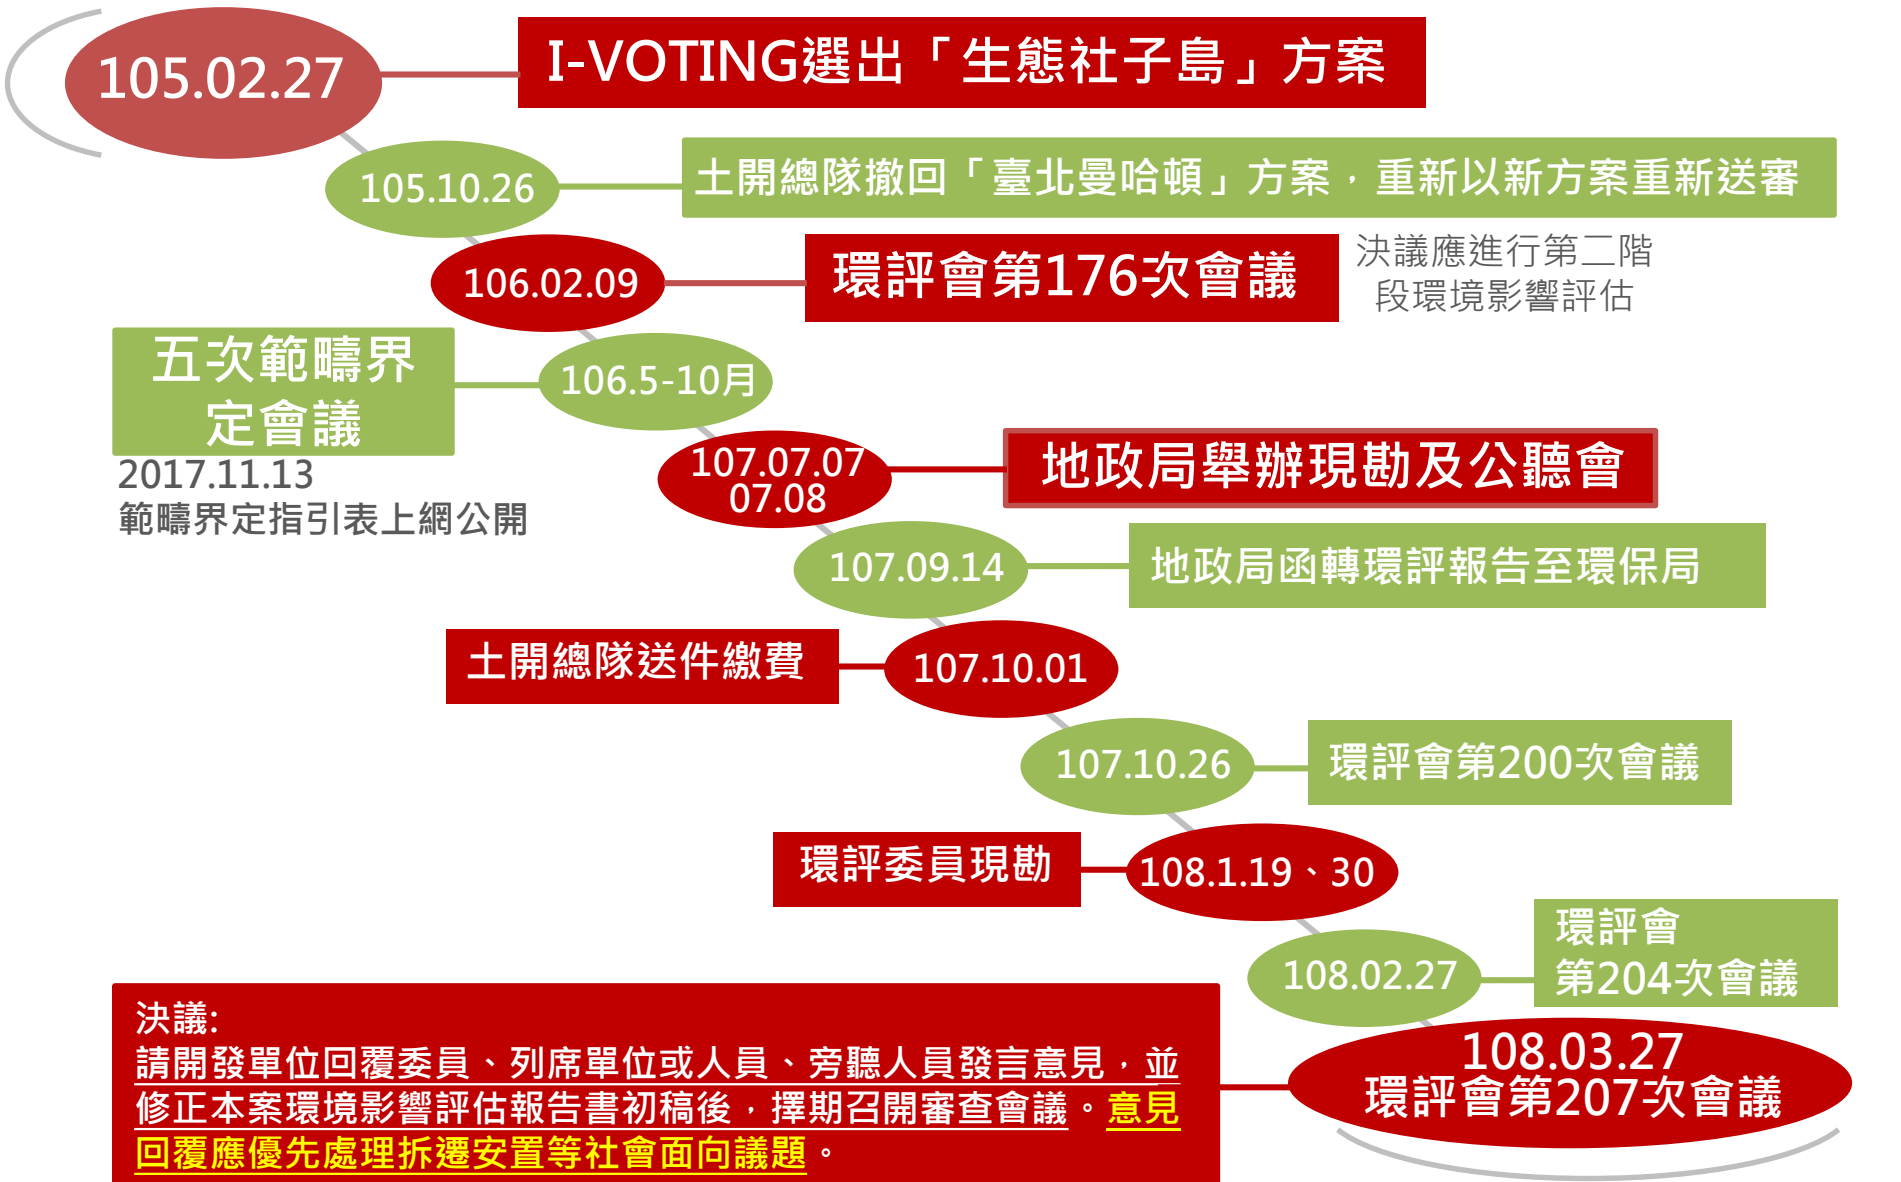 105.02.27
I-VOTING選出「生態社子島」方案
105.10.26
土開總隊撤回「臺北曼哈頓」方案，重新以新方案重新送審
106.02.09
環評會第176次會議
決議應進行第二階
段環境影響評估
五次範疇界
定會議
106.5-10月
2017.11.13
範疇界定指引表上網公開
107.07.07
07.08
地政局舉辦現勘及公聽會
107.09.14
地政局函轉環評報告至環保局
土開總隊送件繳費
107.10.01
107.10.26
環評會第200次會議
環評委員現勘
108.1.19、30
108.02.27
環評會
第204次會議
108.03.27
環評會第207次會議
決議:
請開發單位回覆委員、列席單位或人員、旁聽人員發言意見，並
修正本案環境影響評估報告書初稿後，擇期召開審查會議。意見
回覆應優先處理拆遷安置等社會面向議題。